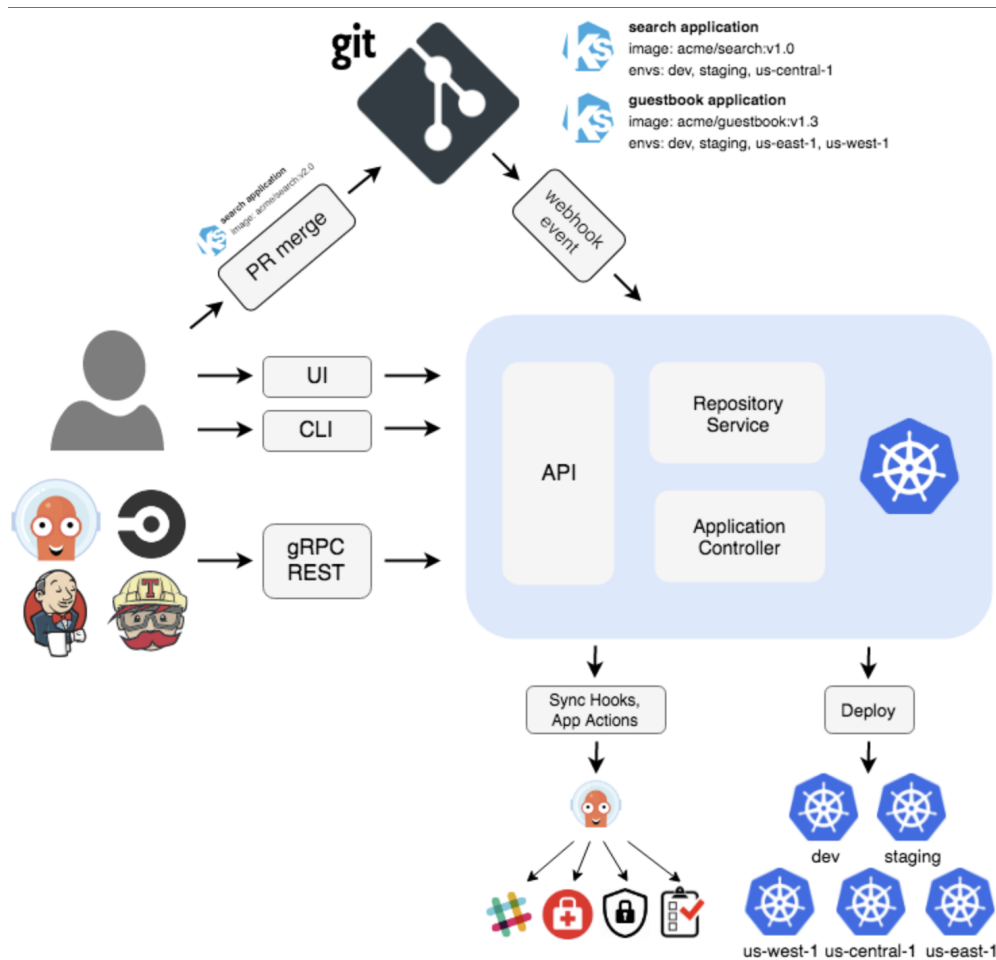 git
search application
image: acme/search:v1.0
envs: dev, staging, us-central-1
guestbook application
image: acme/guestbook:v1.3
envs: dev, staging, us-east-1, us-west-1
Ks
Ks
search application
image: acme/search:v2.0
Ks
PR merge
webhook
event
UI
CLI
gRPC
REST
T
API
Repository
Service
Application
Controller
Sync Hooks,
App Actions
Deploy
dev
staging
us-west-1
us-central-1
us-east-1